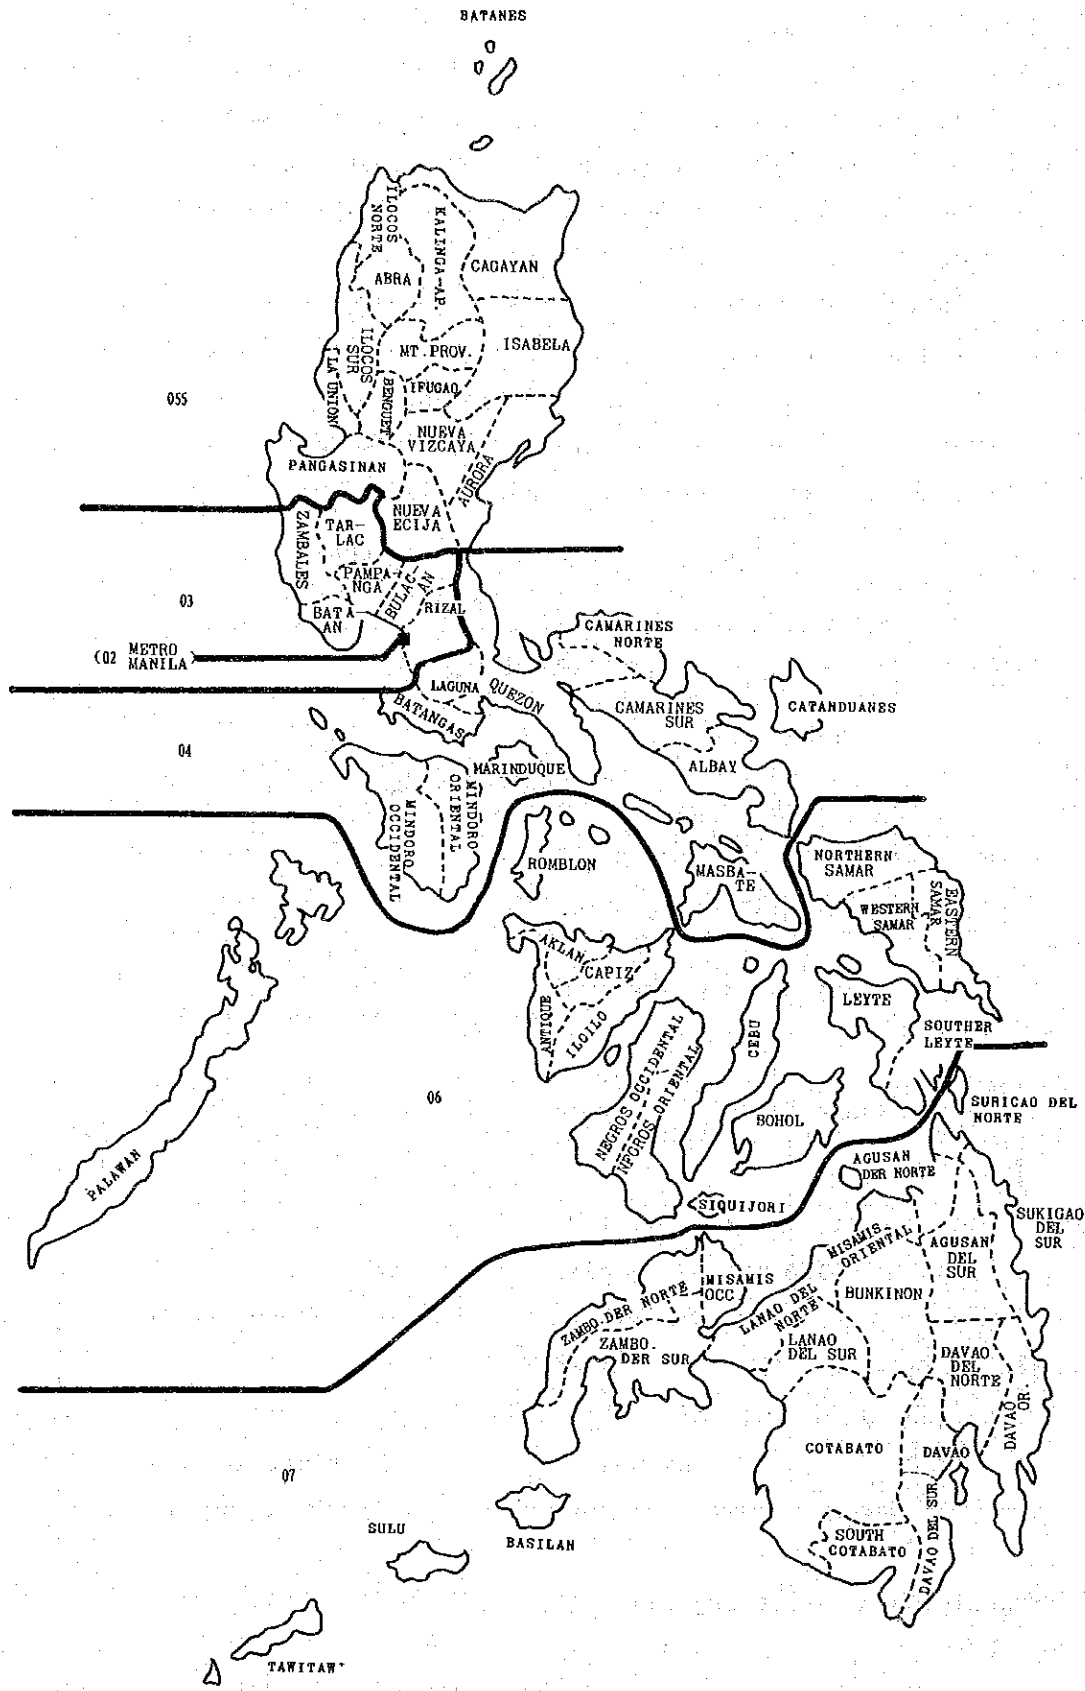 BATANES
ILOCOS
NORTE
KALINGA-AP.
CAGAYAN
ABRA
ILOCOS
SUR
MT. PROV.
ISABELA
LA UNION
BENGUET
IFUGAO
055
NUEVA
VIZCAYA
AURORA
PANGASINAN
NUEVA
ECIJA
ZAMBALES
TAR-
LAC
PAMPA-
NGA
BULAC-
AN
RIZAL
03
BATA-
AN
(02 METRO
MANILA)
CAMARINES
NORTE
LAGUNA
QUEZON
BATANGAS
CAMARINES
SUR
CATANDUANES
04
MARINDUQUE
ALBAY
MINDORO
ORIENTAL
MINDORO
OCCIDENTAL
ROMBLON
MASBA-
TE
NORTHERN
SAMAR
WESTERN
SAMAR
EASTERN
SAMAR
AKLAN
CAPIZ
ANTIQUE
ILOILO
LEYTE
SOUTHER
LEYTE
CEBU
NEGROS OCCIDENTAL
NPGROS ORIENTAL
06
BOHOL
SURICAO DEL
NORTE
PALAWAN
AGUSAN
DER NORTE
SIQUIJORI
SUKIGAO
DEL
SUR
MISAMIS
ORIENTAL
AGUSAN
DEL
SUR
MISAMIS
OCC
BUNKINON
ZAMBO.DER NORTE
LANAO DEL
NORTE
ZAMBO.
DER SUR
LANAO
DEL SUR
DAVAO
DEL
NORTE
DAVAO OR.
COTABATO
DAVAO
07
SULU
BASILAN
SOUTH
COTABATO
DAVAO DEL SUR
TAWITAW